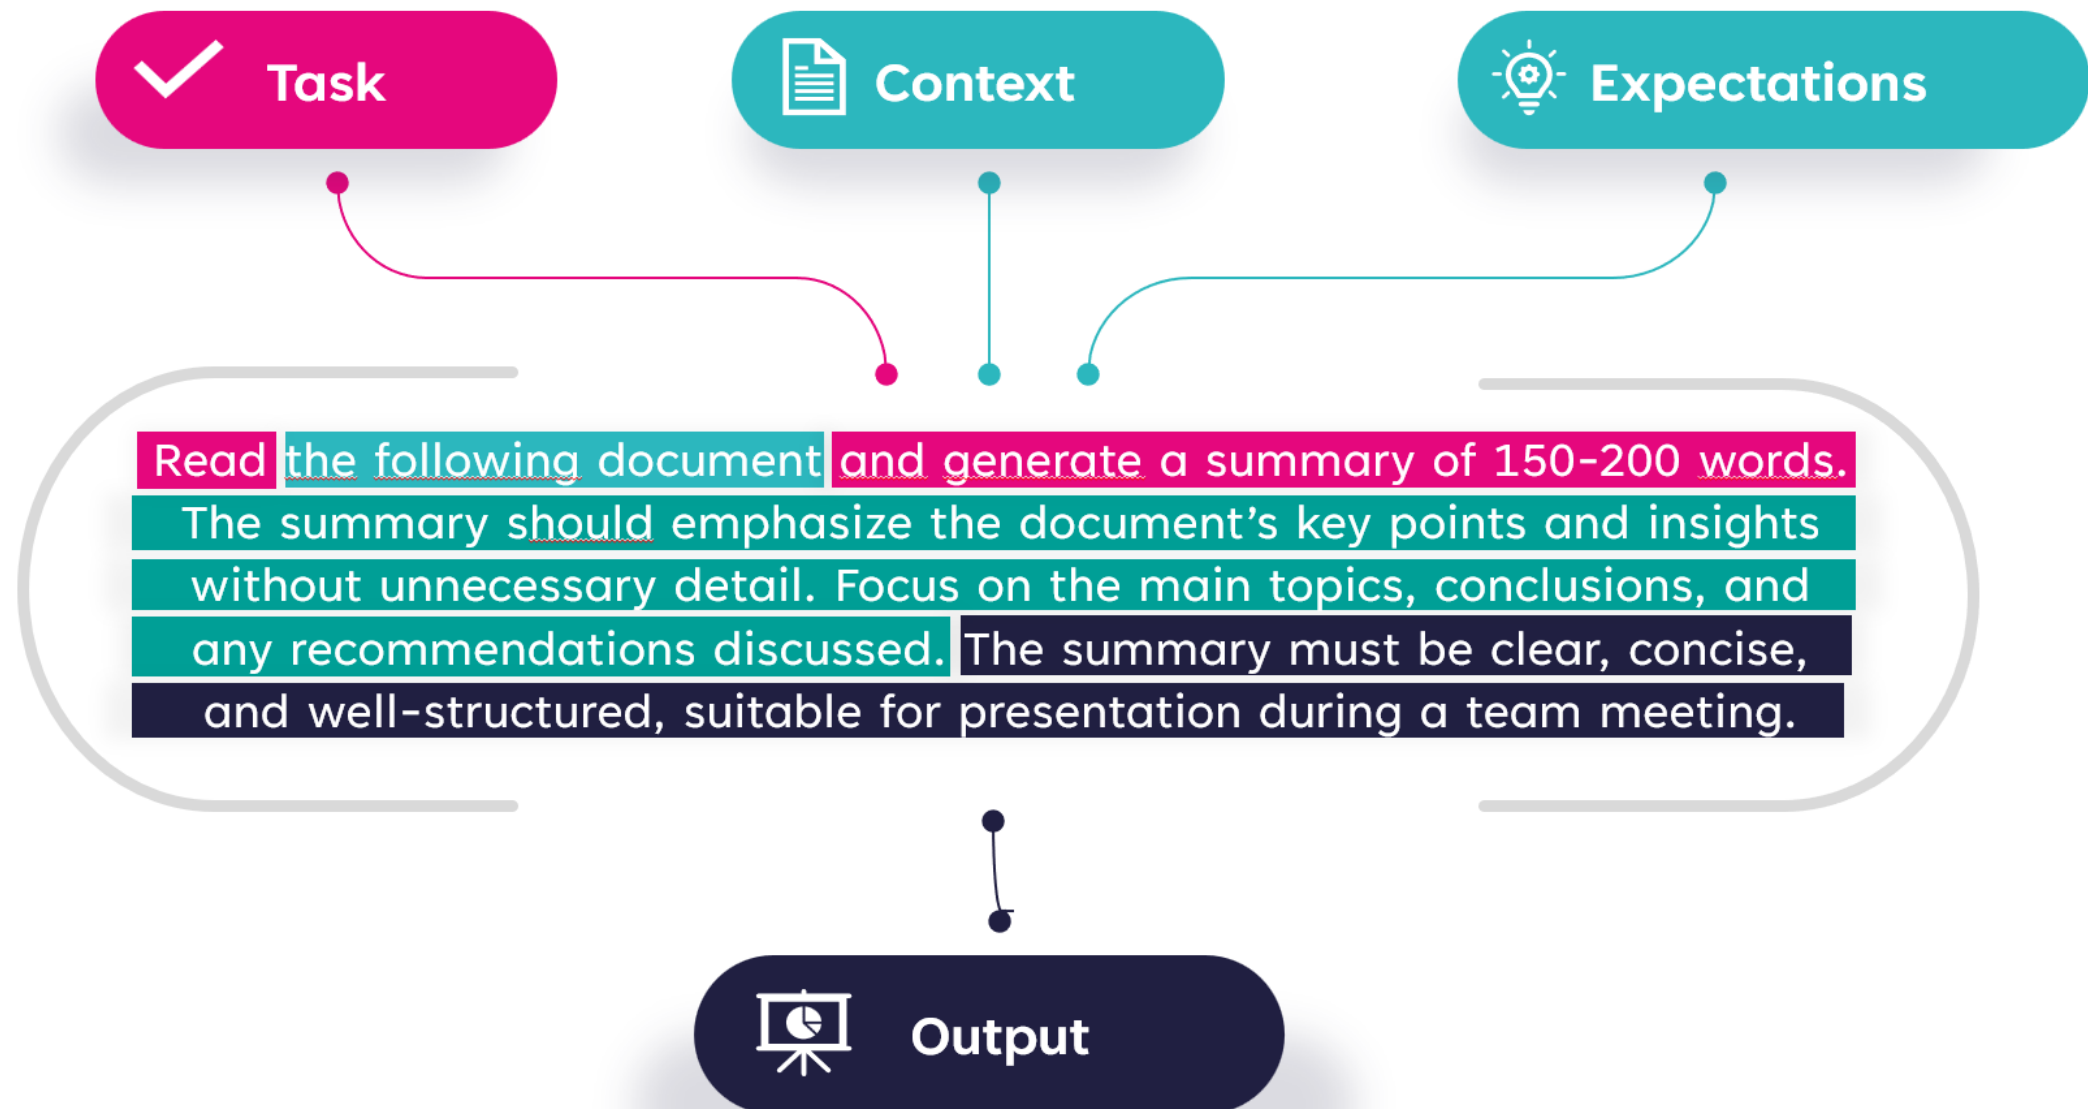 Task
Context
Expectations
Read the following document and generate a summary of 150-200 words.
The summary should emphasize the document’s key points and insights
without unnecessary detail. Focus on the main topics, conclusions, and
any recommendations discussed. The summary must be clear, concise,
and well-structured, suitable for presentation during a team meeting.
Output